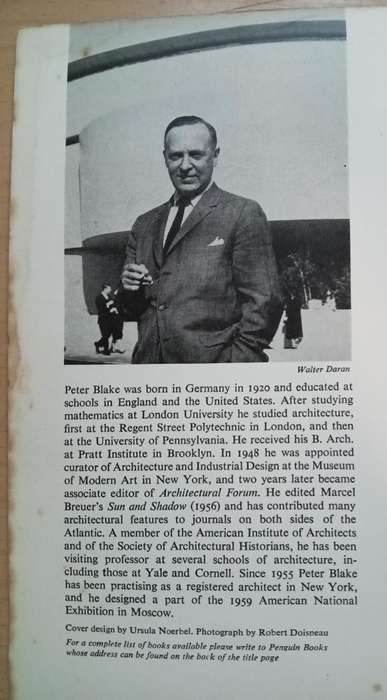 Walter Daran
Peter Blake was born in Germany in 1920 and educated at
schools in England and the United States. After studying
mathematics at London University he studied architecture,
first at the Regent Street Polytechnic in London, and then
at the University of Pennsylvania. He received his B. Arch.
at Pratt Institute in Brooklyn. In 1948 he was appointed
curator of Architecture and Industrial Design at the Museum
of Modern Art in New York, and two years later became
associate editor of Architectural Forum. He edited Marcel
Breuer's Sun and Shadow (1956) and has contributed many
architectural features to journals on both sides of the
Atlantic. A member of the American Institute of Architects
and of the Society of Architectural Historians, he has been
visiting professor at several schools of architecture, in-
cluding those at Yale and Cornell. Since 1955 Peter Blake
has been practising as a registered architect in New York,
and he designed a part of the 1959 American National
Exhibition in Moscow.
Cover design by Ursula Noerbel. Photograph by Robert Doisneau
For a complete list of books available please write to Penguin Books
whose address can be found on the back of the title page